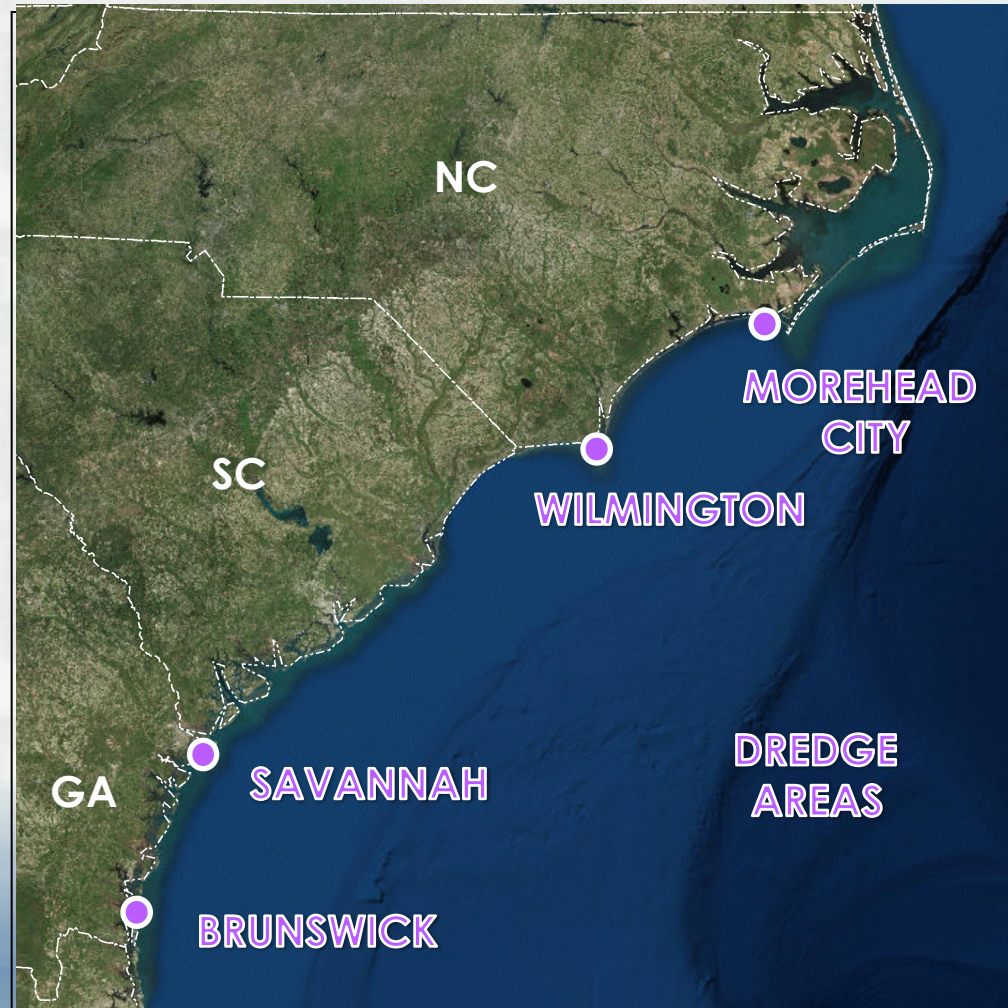 NC
MOREHEAD
CITY
SC
WILMINGTON
DREDGE
AREAS
GA
SAVANNAH
BRUNSWICK